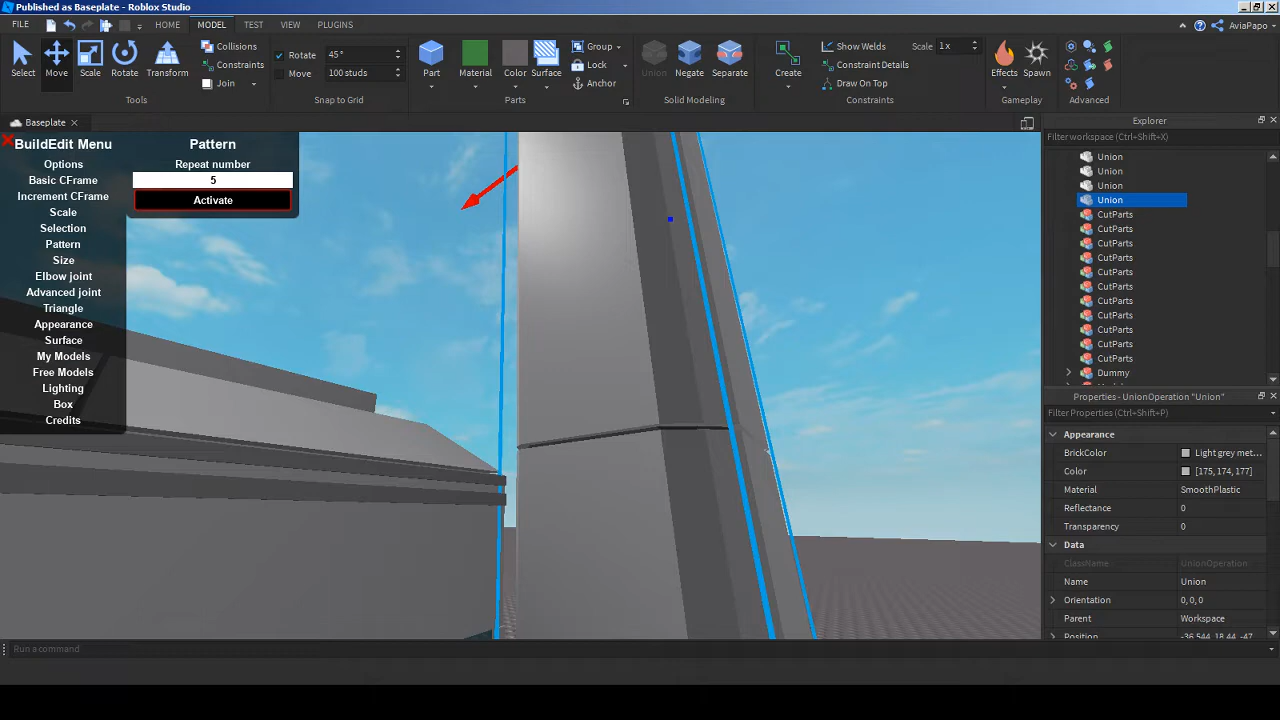 Published as Baseplate - Roblox Studio
FILE HOME MODEL TEST VIEW PLUGINS AviaPapo...
Select Move Scale Rotate Transform
Collisions
Constraints
Join
Tools
Rotate 45°
Move 100 studs
Snap to Grid
Part Material Color Surface
Group
Lock
Anchor
Parts
Union Negate Separate
Solid Modeling
Create
Show Welds
Constraint Details
Draw On Top
Scale 1x
Constraints
Effects Spawn
Gameplay
Advanced
Baseplate
BuildEdit Menu
Options
Basic CFrame
Increment CFrame
Scale
Selection
Pattern
Size
Elbow joint
Advanced joint
Triangle
Appearance
Surface
My Models
Free Models
Lighting
Box
Credits
Pattern
Repeat number
5
Activate
Explorer
Filter workspace (Ctrl+Shift+X)
Union
Union
Union
Union
CutParts
CutParts
CutParts
CutParts
CutParts
CutParts
CutParts
CutParts
CutParts
CutParts
CutParts
Dummy
Properties - UnionOperation "Union"
Filter Properties (Ctrl+Shift+P)
Appearance
BrickColor Light grey met...
Color [175, 174, 177]
Material SmoothPlastic
Reflectance 0
Transparency 0
Data
ClassName UnionOperation
Name Union
Orientation 0, 0, 0
Parent Workspace
Position -36.544, 18.44, -47
Run a command